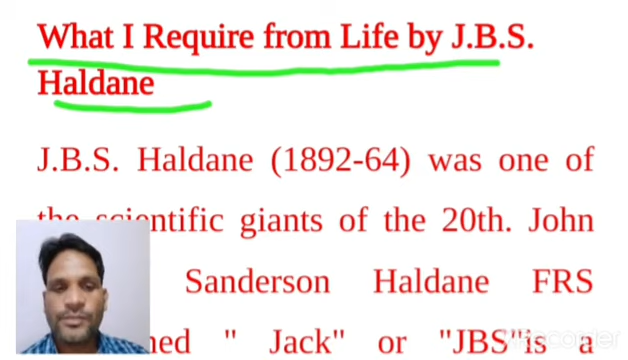 What I Require from Life by J.B.S.
Haldane
J.B.S. Haldane (1892-64) was one of
the scientific giants of the 20th. John
Sanderson Haldane FRS
" Jack" or "JBS"is a